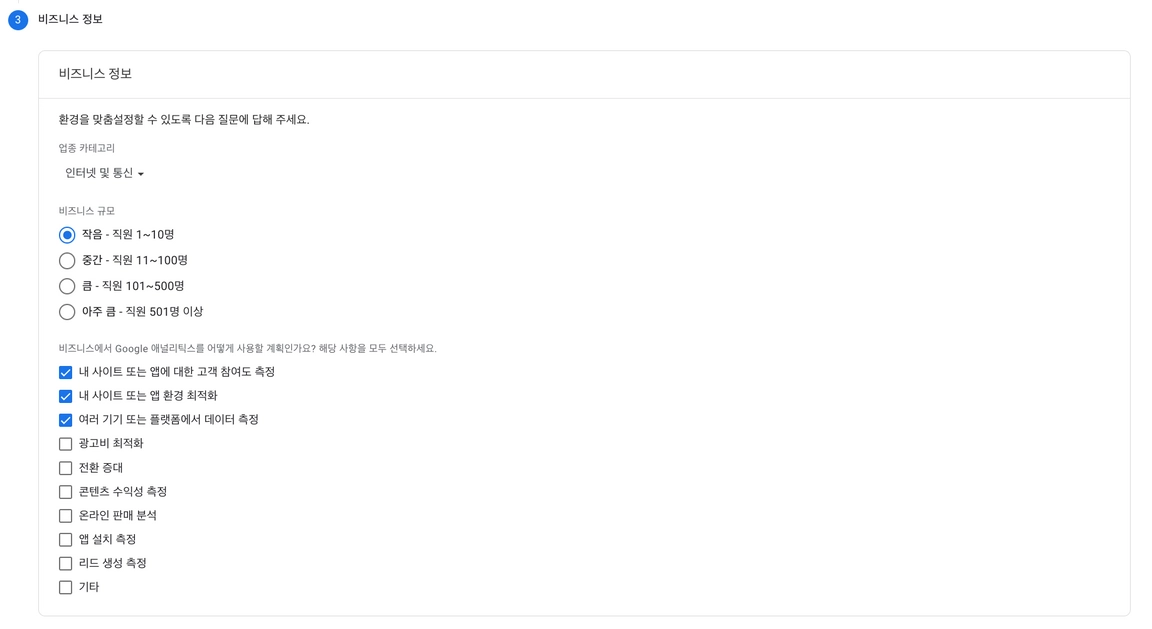 3 비즈니스 정보
비즈니스 정보
환경을 맞춤설정할 수 있도록 다음 질문에 답해 주세요.
업종 카테고리
인터넷 및 통신
비즈니스 규모
작음 - 직원 1~10명
중간 - 직원 11~100명
큼 - 직원 101~500명
아주 큼 - 직원 501명 이상
비즈니스에서 Google 애널리틱스를 어떻게 사용할 계획인가요? 해당 사항을 모두 선택하세요.
내 사이트 또는 앱에 대한 고객 참여도 측정
내 사이트 또는 앱 환경 최적화
여러 기기 또는 플랫폼에서 데이터 측정
광고비 최적화
전환 증대
콘텐츠 수익성 측정
온라인 판매 분석
앱 설치 측정
리드 생성 측정
기타